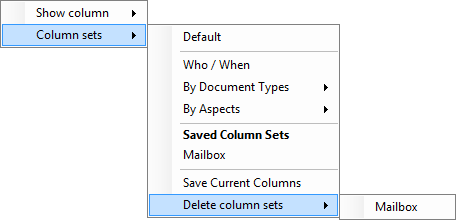 Show column
Column sets
Default
Who / When
By Document Types
By Aspects
Saved Column Sets
Mailbox
Save Current Columns
Delete column sets
Mailbox